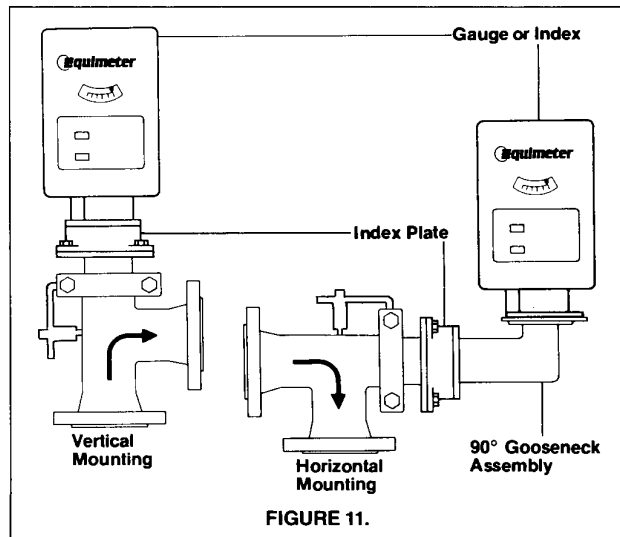 Gauge or Index
Equimeter
Equimeter
Index Plate
Vertical
Mounting
Horizontal
Mounting
90° Gooseneck
Assembly
FIGURE 11.